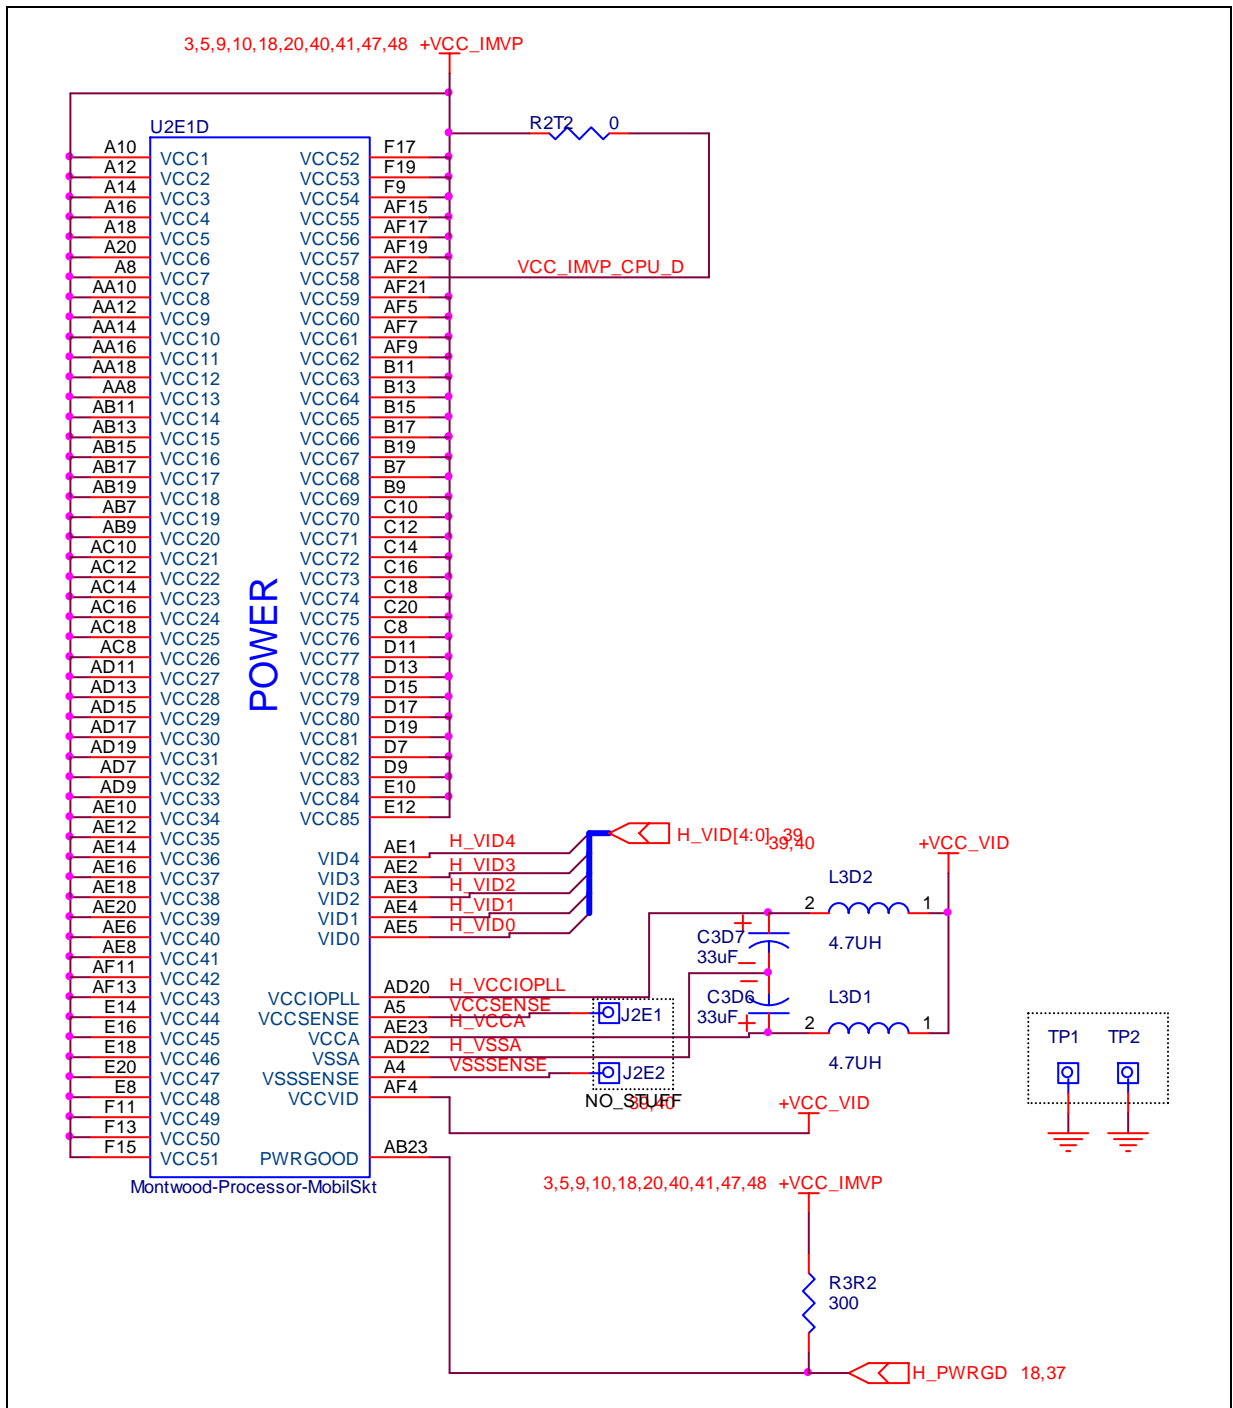 3,5,9,10,18,20,40,41,47,48 +VCC_IMVP
U2E1D
R2T2 0
A10 VCC1 VCC52 F17
A12 VCC2 VCC53 F19
A14 VCC3 VCC54 F9
A16 VCC4 VCC55 AF15
A18 VCC5 VCC56 AF17
A20 VCC6 VCC57 AF19
A8 VCC7 VCC58 AF2 VCC_IMVP_CPU_D
AA10 VCC8 VCC59 AF21
AA12 VCC9 VCC60 AF5
AA14 VCC10 VCC61 AF7
AA16 VCC11 VCC62 AF9
AA18 VCC12 VCC63 B11
AA8 VCC13 VCC64 B13
AB11 VCC14 VCC65 B15
AB13 VCC15 VCC66 B17
AB15 VCC16 VCC67 B19
AB17 VCC17 VCC68 B7
AB19 VCC18 VCC69 B9
AB7 VCC19 VCC70 C10
AB9 VCC20 VCC71 C12
AC10 VCC21 VCC72 C14
AC12 VCC22 VCC73 C16
AC14 VCC23 VCC74 C18
AC16 VCC24 VCC75 C20
AC18 VCC25 VCC76 C8
AC8 VCC26 VCC77 D11
AD11 VCC27 VCC78 D13
AD13 VCC28 VCC79 D15
AD15 VCC29 VCC80 D17
AD17 VCC30 VCC81 D19
AD19 VCC31 VCC82 D7
AD7 VCC32 VCC83 D9
AD9 VCC33 VCC84 E10
AE10 VCC34 VCC85 E12
AE12 VCC35
AE14 VCC36 VID4 AE1 H_VID4
AE16 VCC37 VID3 AE2 H_VID3
AE18 VCC38 VID2 AE3 H_VID2
AE20 VCC39 VID1 AE4 H_VID1
AE6 VCC40 VID0 AE5 H_VID0
AE8 VCC41
AF11 VCC42
AF13 VCC43 VCCIOPLL AD20 H_VCCIOPLL
E14 VCC44 VCCSENSE A5 VCCSENSE
E16 VCC45 VCCA AE23 H_VCCA
E18 VCC46 VSSA AD22 H_VSSA
E20 VCC47 VSSSENSE A4 VSSSENSE
E8 VCC48 VCCVID AF4
F11 VCC49
F13 VCC50
F15 VCC51 PWRGOOD AB23
POWER
Montwood-Processor-MobilSkt
H_VID[4:0] 39
39,40
+VCC_VID
L3D2
2 1
4.7UH
C3D7
33uF
C3D6
33uF
L3D1
2 1
4.7UH
J2E1
J2E2
NO_STUFF
39,40
+VCC_VID
TP1 TP2
3,5,9,10,18,20,40,41,47,48 +VCC_IMVP
R3R2
300
H_PWRGD 18,37